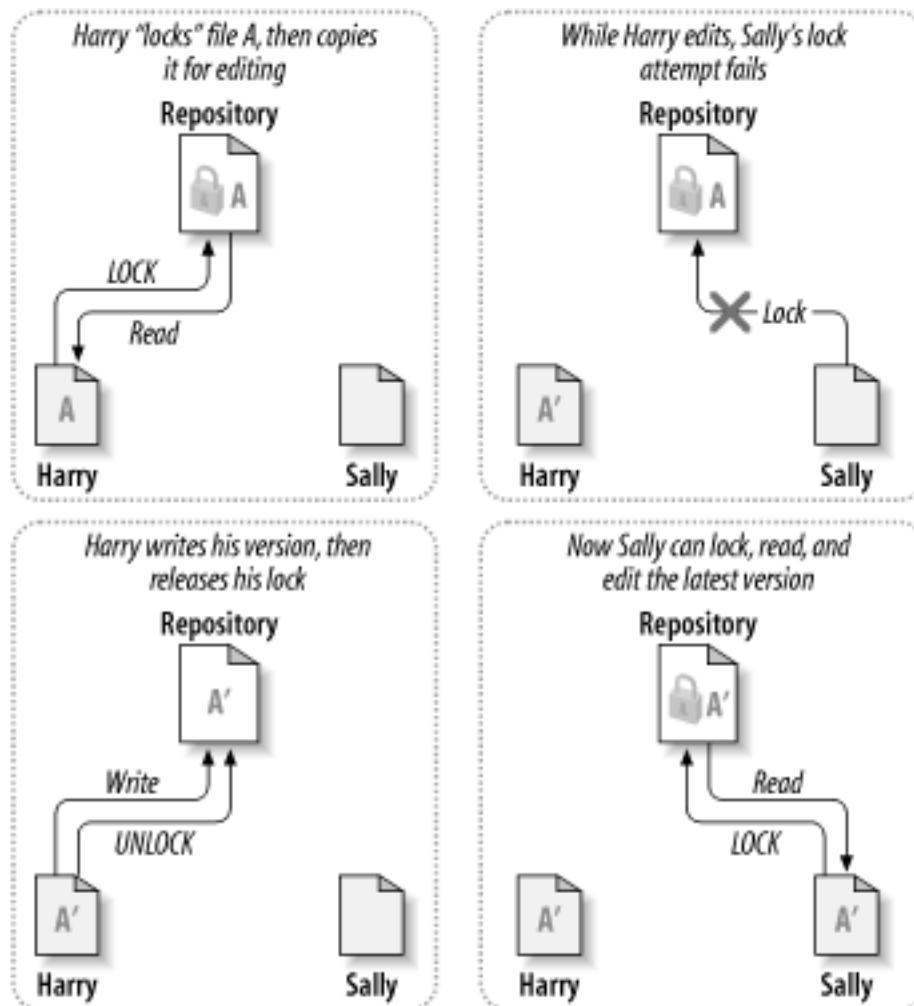 Harry “locks” file A, then copies
it for editing
Repository
A
LOCK
Read
A
Harry
Sally
While Harry edits, Sally’s lock
attempt fails
Repository
A
Lock
A′
Harry
Sally
Harry writes his version, then
releases his lock
Repository
A′
Write
UNLOCK
A′
Harry
Sally
Now Sally can lock, read, and
edit the latest version
Repository
A′
Read
LOCK
A′
A′
Harry
Sally